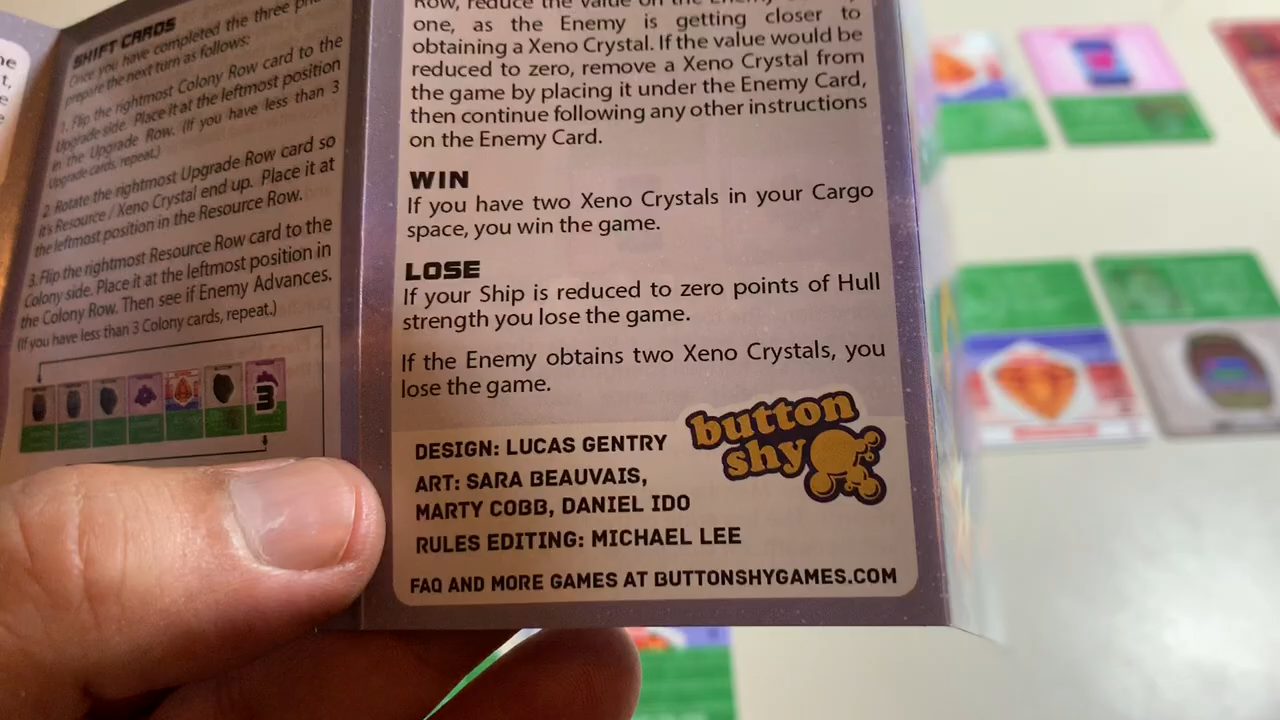 SHIFT CARDS
Once you have completed the three
prepare the next turn as follows:
1. Flip the rightmost Colony Row card to the
Upgrade side. Place it at the leftmost position
in the Upgrade Row. (If you have less than 3
Upgrade cards, repeat.)
2. Rotate the rightmost Upgrade Row card so
it's Resource / Xeno Crystal end up. Place it at
the leftmost position in the Resource Row.
3. Flip the rightmost Resource Row card to the
Colony side. Place it at the leftmost position in
the Colony Row. Then see if Enemy Advances.
(If you have less than 3 Colony cards, repeat.)
3
Row, reduce the value on the Enemy
one, as the Enemy is getting closer to
obtaining a Xeno Crystal. If the value would be
reduced to zero, remove a Xeno Crystal from
the game by placing it under the Enemy Card,
then continue following any other instructions
on the Enemy Card.
WIN
If you have two Xeno Crystals in your Cargo
space, you win the game.
LOSE
If your Ship is reduced to zero points of Hull
strength you lose the game.
If the Enemy obtains two Xeno Crystals, you
lose the game.
DESIGN: LUCAS GENTRY
ART: SARA BEAUVAIS,
MARTY COBB, DANIEL IDO
RULES EDITING: MICHAEL LEE
button
shy
FAQ AND MORE GAMES AT BUTTONSHYGAMES.COM